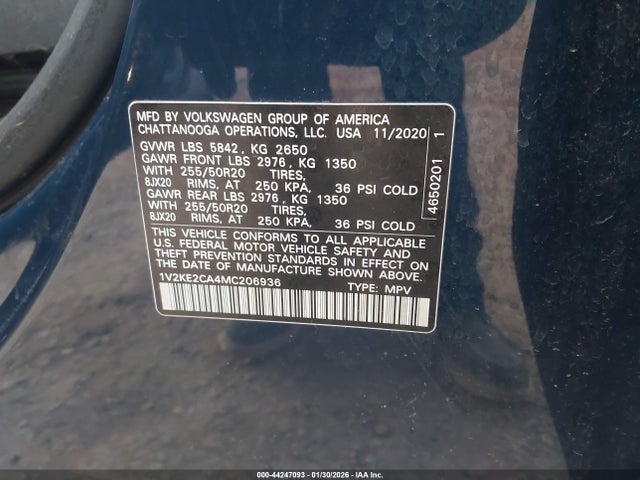 MFD BY VOLKSWAGEN GROUP OF AMERICA
CHATTANOOGA OPERATIONS, LLC. USA 11/2020
GVWR LBS 5842, KG 2650
GAWR FRONT LBS 2976, KG 1350
WITH 255/50R20 TIRES,
8JX20 RIMS, AT 250 KPA, 36 PSI COLD
GAWR REAR LBS 2976, KG 1350
WITH 255/50R20 TIRES,
8JX20 RIMS, AT 250 KPA, 36 PSI COLD
THIS VEHICLE CONFORMS TO ALL APPLICABLE
U.S. FEDERAL MOTOR VEHICLE SAFETY AND
THEFT PREVENTION STANDARDS IN EFFECT ON
THE DATE OF MANUFACTURE SHOWN ABOVE.
1V2KE2CA4MC206936 TYPE: MPV
4650201 1
000-44247093 - 01/30/2026 - IAA Inc.